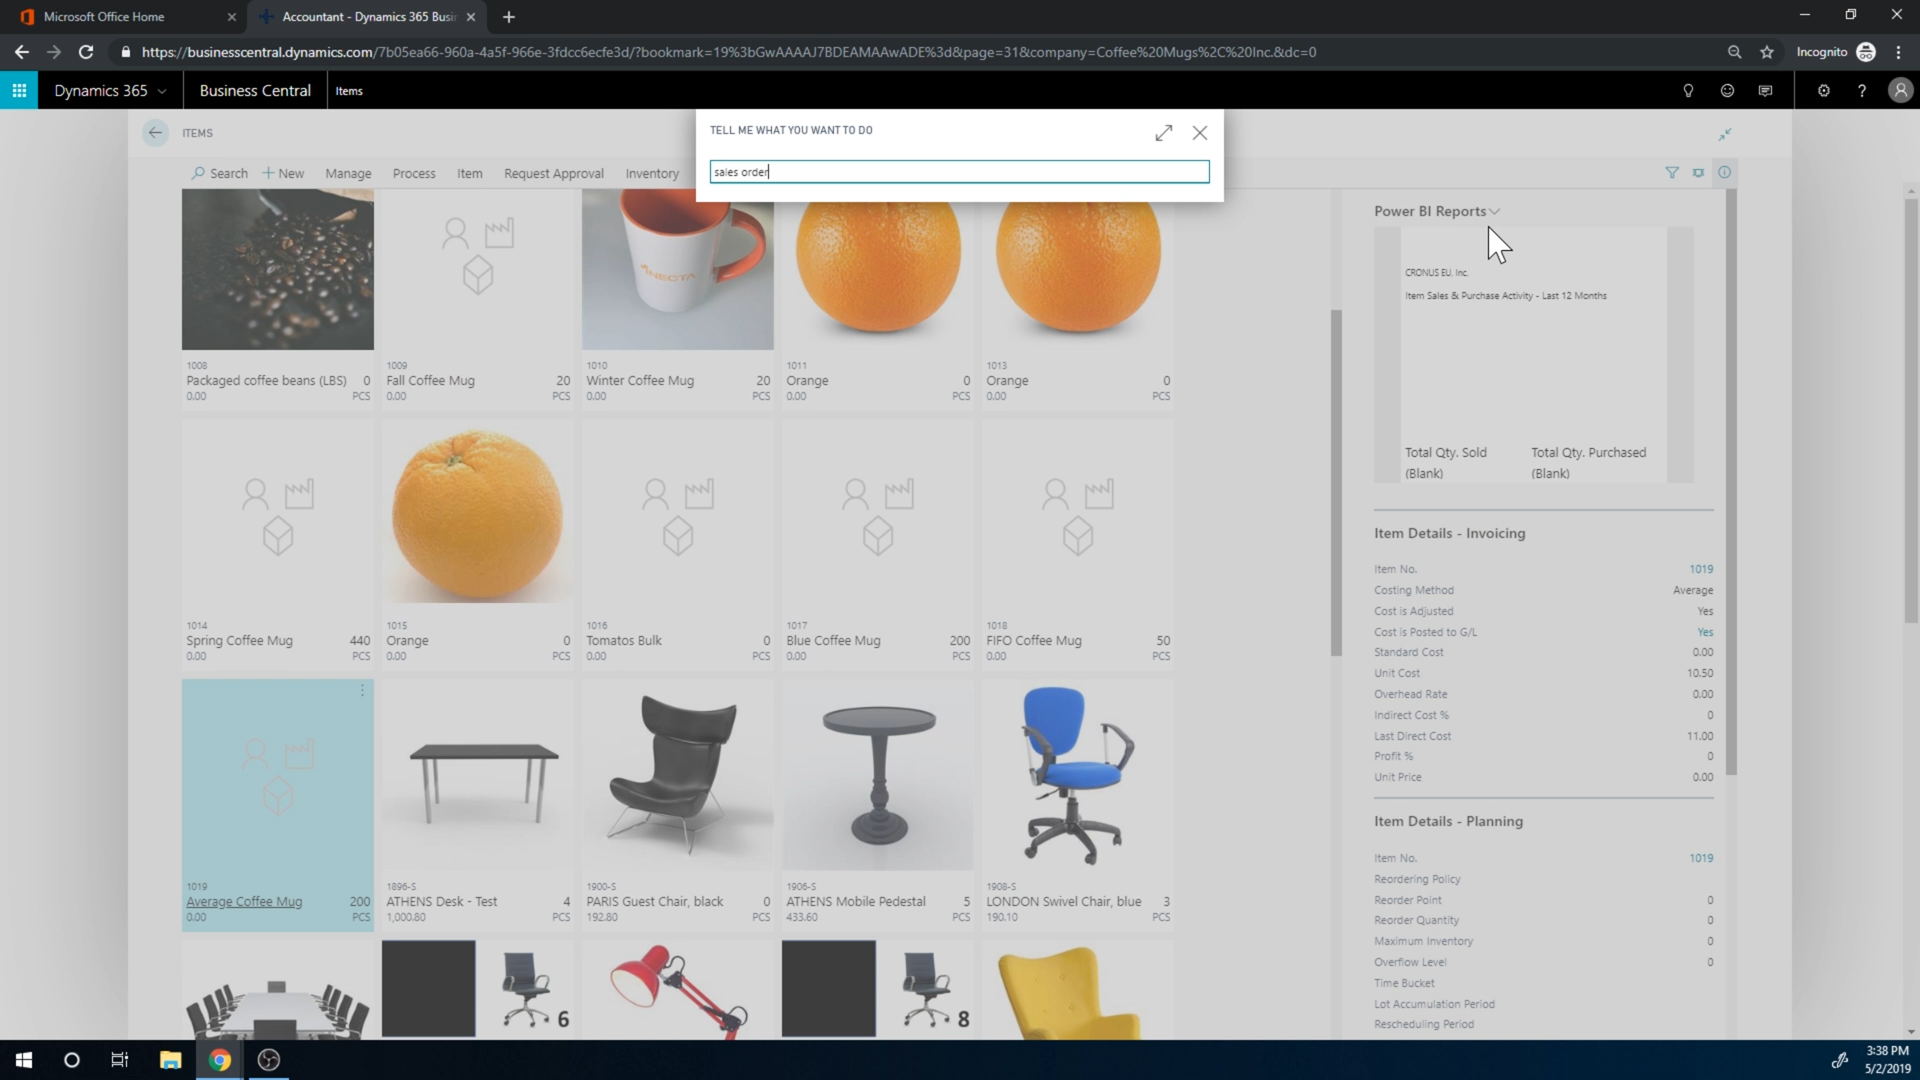 Microsoft Office Home
Accountant - Dynamics 365 Busi
https://businesscentral.dynamics.com/7b05ea66-960a-4a5f-966e-3fdcc6ecfe3d/?bookmark=19%3bGwAAAAJ7BDEAMAAwADE%3d&page=31&company=Coffee%20Mugs%2C%20Inc.&dc=0
Incognito
Dynamics 365
Business Central
Items
ITEMS
TELL ME WHAT YOU WANT TO DO
sales order
Search
New
Manage
Process
Item
Request Approval
Inventory
INECTA
1008
Packaged coffee beans (LBS) 0
0.00 PCS
1009
Fall Coffee Mug 20
0.00 PCS
1010
Winter Coffee Mug 20
0.00 PCS
1011
Orange 0
0.00 PCS
1013
Orange 0
0.00 PCS
1014
Spring Coffee Mug 440
0.00 PCS
1015
Orange 0
0.00 PCS
1016
Tomatos Bulk 0
0.00 PCS
1017
Blue Coffee Mug 200
0.00 PCS
1018
FIFO Coffee Mug 50
0.00 PCS
1019
Average Coffee Mug 200
0.00 PCS
1896-S
ATHENS Desk - Test 4
1,000.80 PCS
1900-S
PARIS Guest Chair, black 0
192.80 PCS
1906-S
ATHENS Mobile Pedestal 5
433.60 PCS
1908-S
LONDON Swivel Chair, blue 3
190.10 PCS
6
8
Power BI Reports
CRONUS EU, Inc.
Item Sales & Purchase Activity - Last 12 Months
Total Qty. Sold
(Blank)
Total Qty. Purchased
(Blank)
Item Details - Invoicing
Item No. 1019
Costing Method Average
Cost is Adjusted Yes
Cost is Posted to G/L Yes
Standard Cost 0.00
Unit Cost 10.50
Overhead Rate 0.00
Indirect Cost % 0
Last Direct Cost 11.00
Profit % 0
Unit Price 0.00
Item Details - Planning
Item No. 1019
Reordering Policy
Reorder Point 0
Reorder Quantity 0
Maximum Inventory 0
Overflow Level 0
Time Bucket
Lot Accumulation Period
Rescheduling Period
3:38 PM
5/2/2019